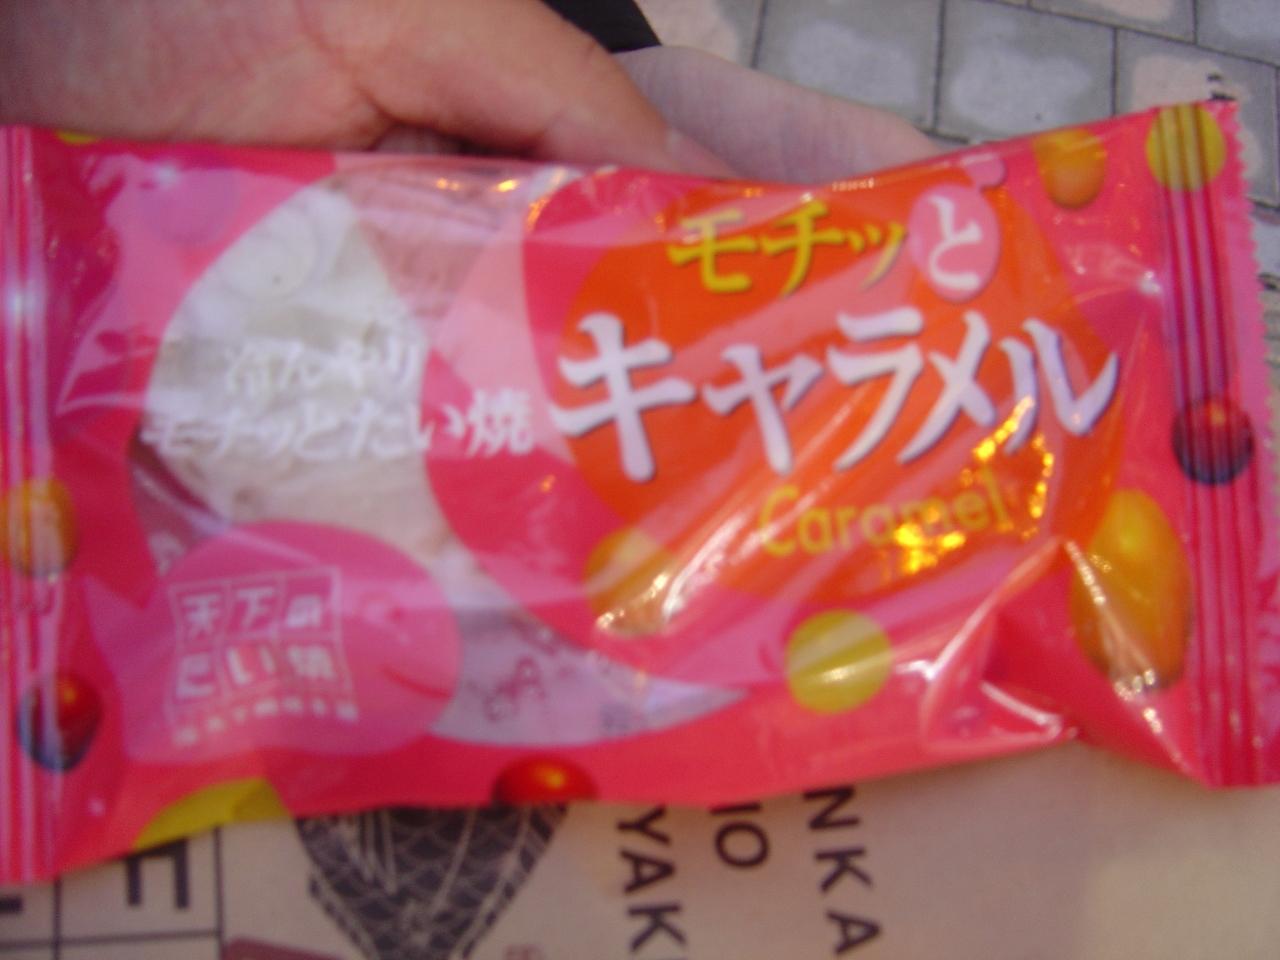 モチッと
キャラメル
Caramel
冷んやり
モチッとたい焼
天下の
たい焼
NKA
IO
YAK